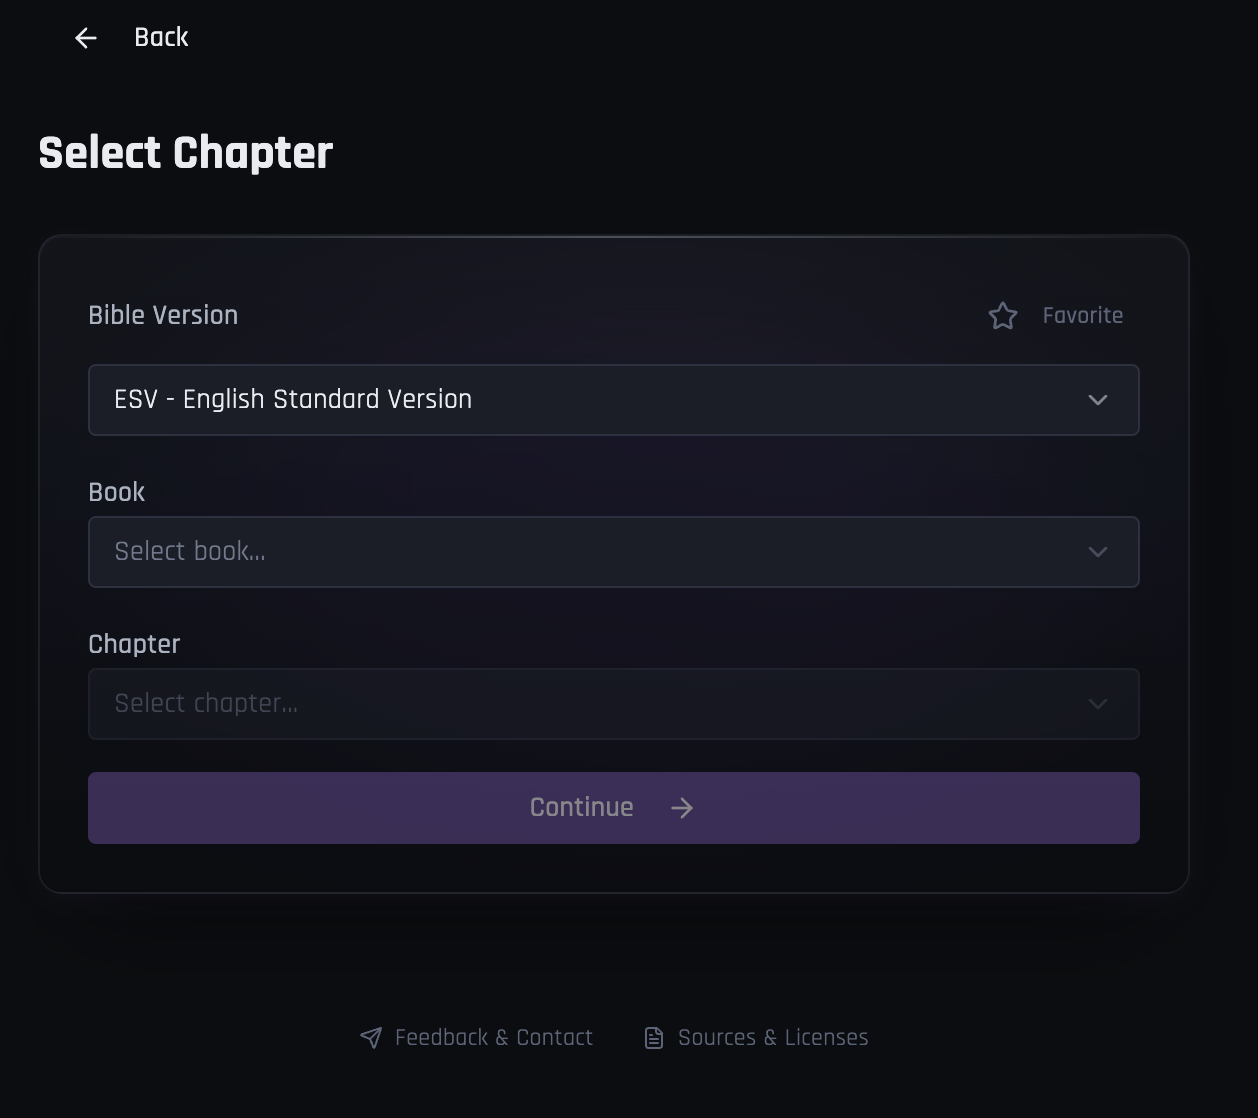 Back
Select Chapter
Bible Version
Favorite
ESV - English Standard Version
Book
Select book...
Chapter
Select chapter...
Continue
Feedback & Contact
Sources & Licenses